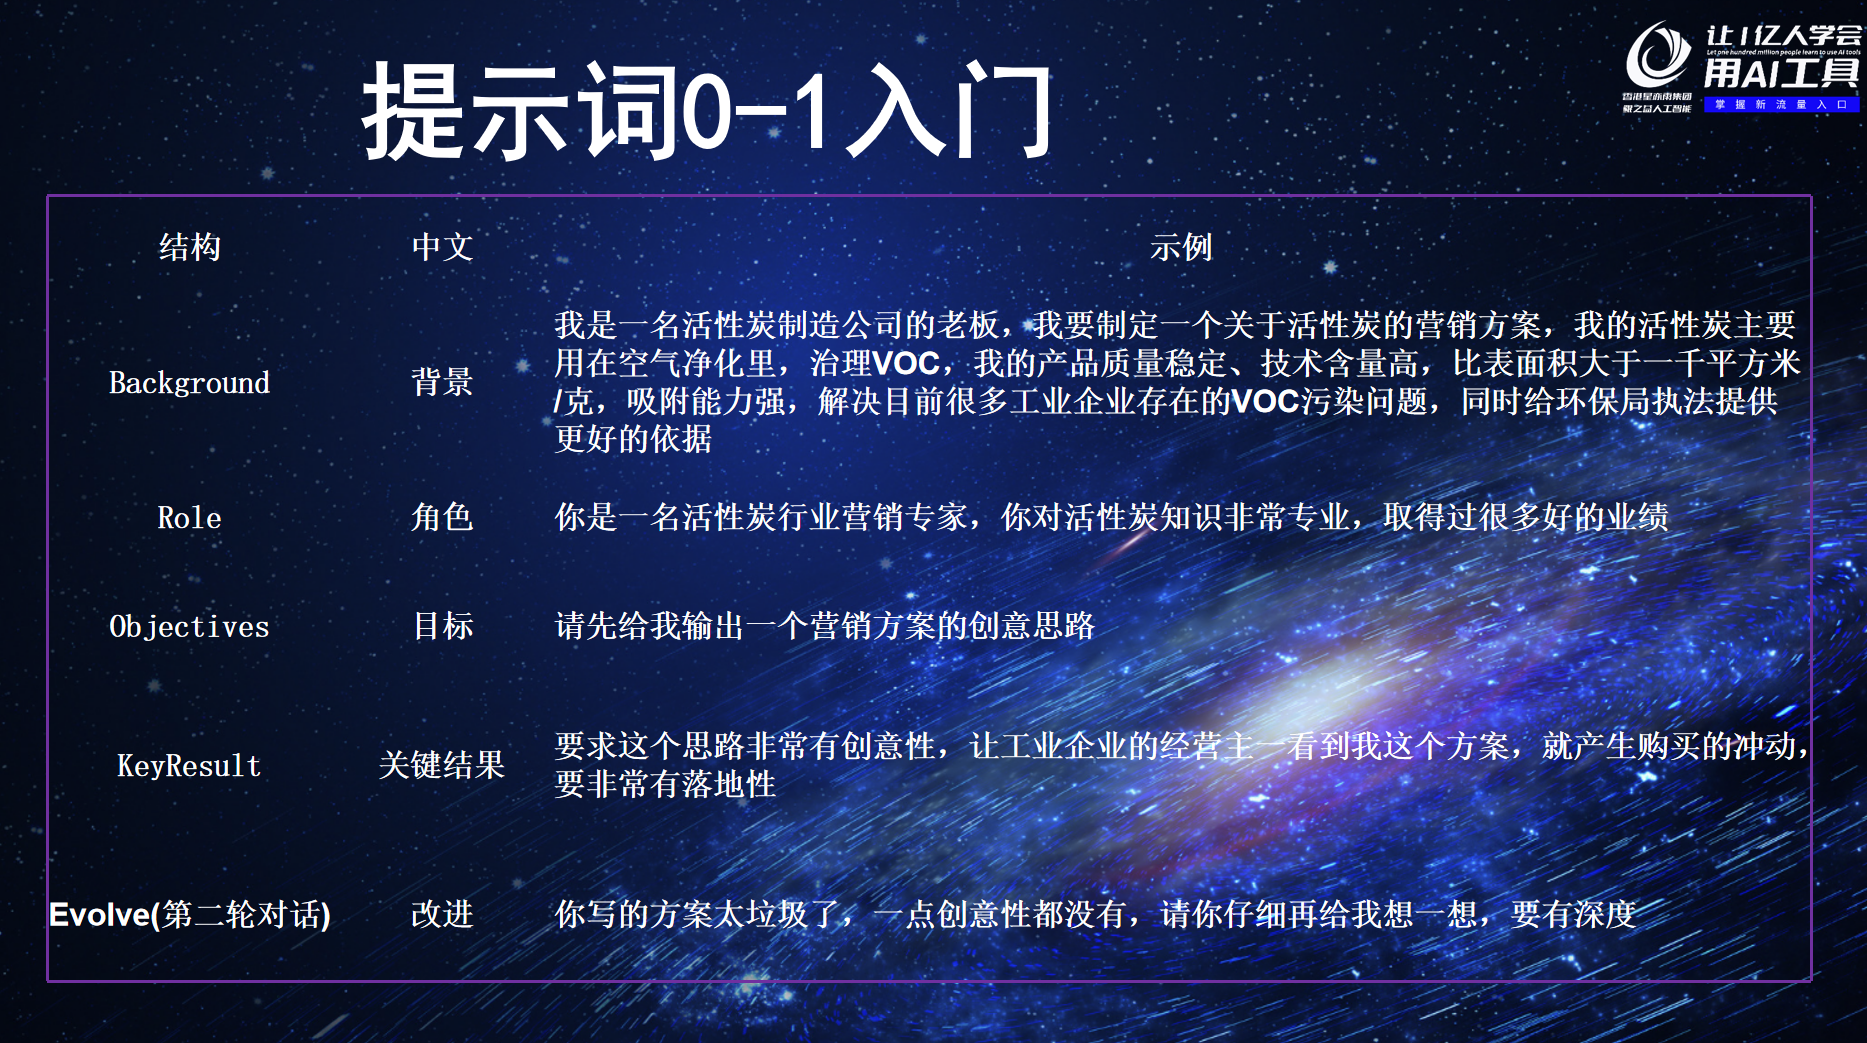 提示词0-1入门
让1亿人学会
Let one hundred million people learn to use AI tools
用AI工具
香港星亦雨集团
骥之益人工智能
掌握新流量入口
结构 中文 示例
Background 背景 我是一名活性炭制造公司的老板，我要制定一个关于活性炭的营销方案，我的活性炭主要
用在空气净化里，治理VOC，我的产品质量稳定、技术含量高，比表面积大于一千平方米
/克，吸附能力强，解决目前很多工业企业存在的VOC污染问题，同时给环保局执法提供
更好的依据
Role 角色 你是一名活性炭行业营销专家，你对活性炭知识非常专业，取得过很多好的业绩
Objectives 目标 请先给我输出一个营销方案的创意思路
KeyResult 关键结果 要求这个思路非常有创意性，让工业企业的经营主一看到我这个方案，就产生购买的冲动，
要非常有落地性
Evolve(第二轮对话) 改进 你写的方案太垃圾了，一点创意性都没有，请你仔细再给我想一想，要有深度